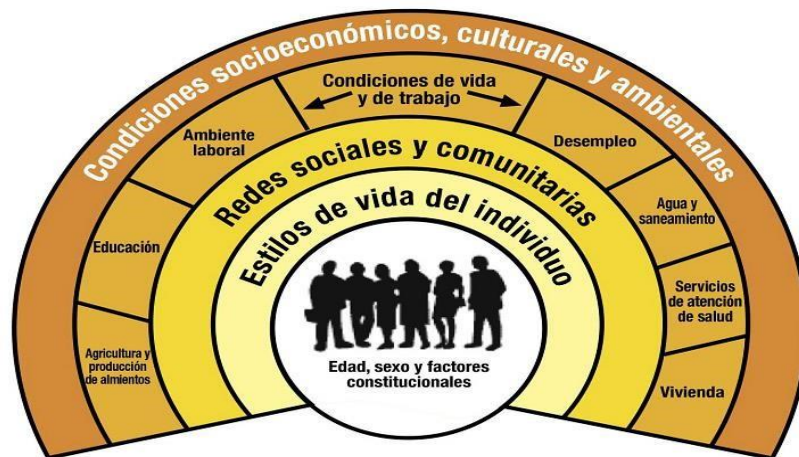 Condiciones socioeconómicos, culturales y ambientales
Condiciones de vida
y de trabajo
Ambiente
laboral
Desempleo
Redes sociales y comunitarias
Educación
Agua y
saneamiento
Estilos de vida del individuo
Servicios
de atención
de salud
Agricultura y
producción
de almientos
Edad, sexo y factores
constitucionales
Vivienda